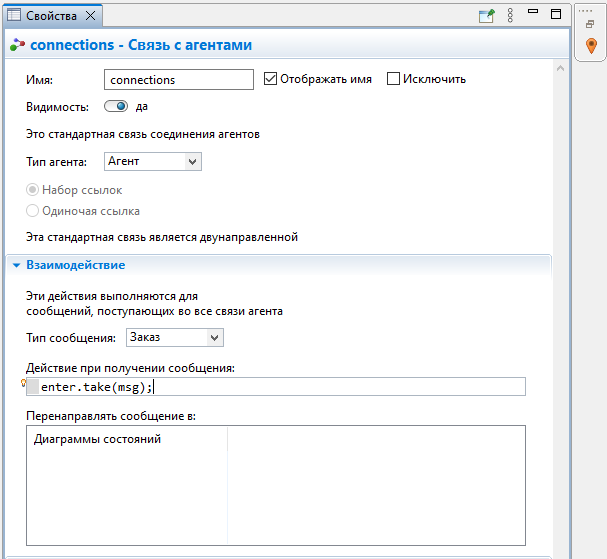 Свойства
connections - Связь с агентами
Имя: connections Отображать имя Исключить
Видимость: да
Это стандартная связь соединения агентов
Тип агента: Агент
Набор ссылок
Одиночая ссылка
Эта стандартная связь является двунаправленной
Взаимодействие
Эти действия выполняются для
сообщений, поступающих во все связи агента
Тип сообщения: Заказ
Действие при получении сообщения:
enter.take(msg);
Перенаправлять сообщение в:
Диаграммы состояний